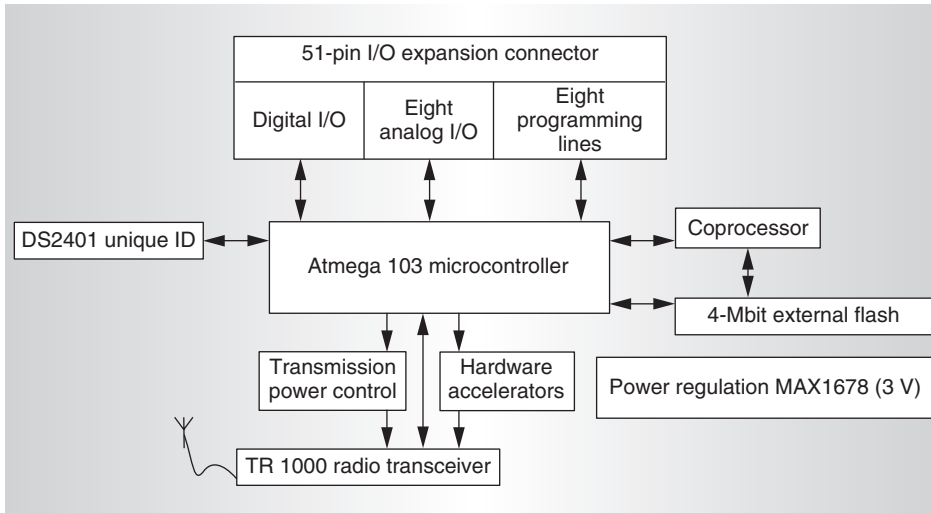 51-pin I/O expansion connector
Digital I/O
Eight
analog I/O
Eight
programming
lines
DS2401 unique ID
Atmega 103 microcontroller
Coprocessor
4-Mbit external flash
Transmission
power control
Hardware
accelerators
Power regulation MAX1678 (3 V)
TR 1000 radio transceiver